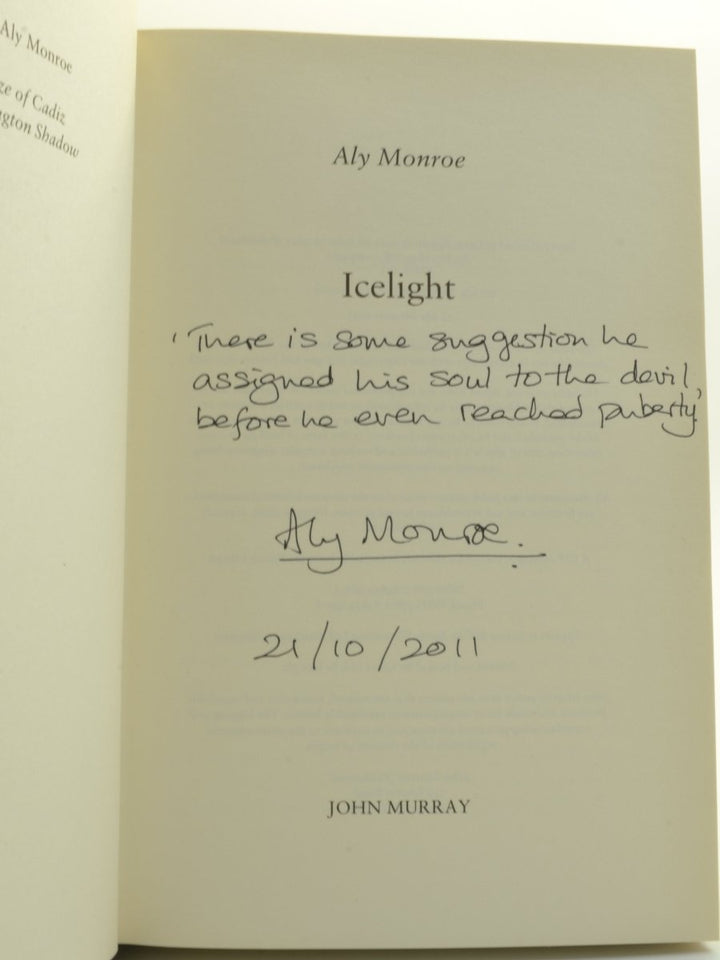 Aly Monroe
ze of Cadiz
gton Shadow
Aly Monroe
Icelight
'There is some suggestion he
assigned his soul to the devil,
before he even reached puberty'
Aly Monroe.
21/10/2011
JOHN MURRAY